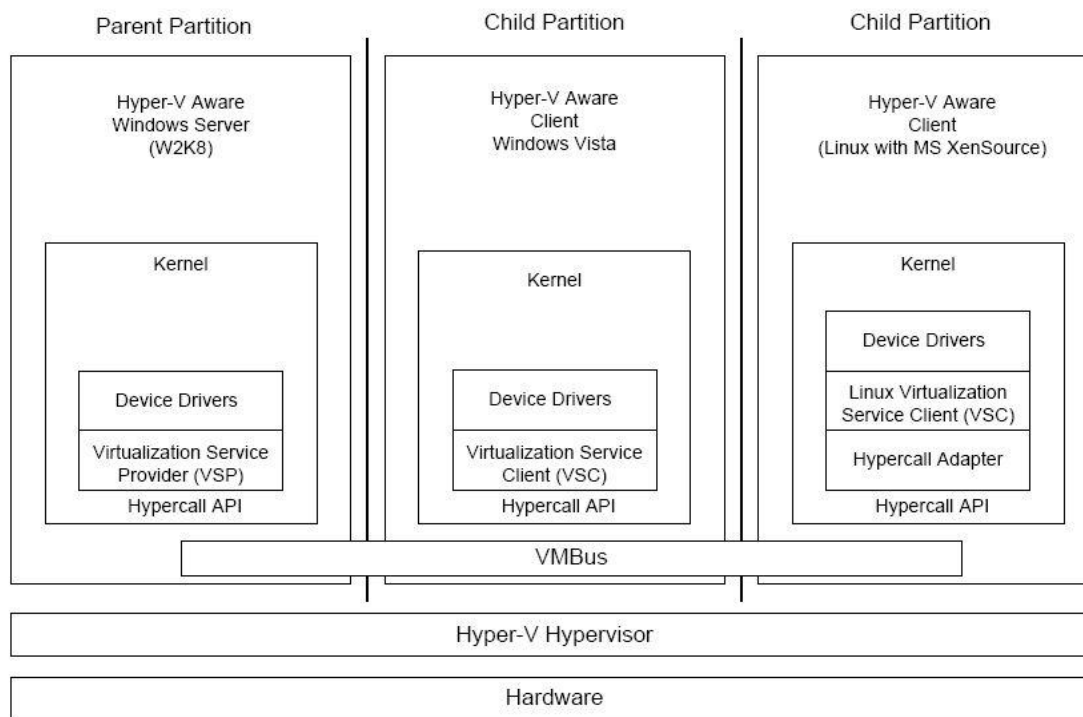 Parent Partition
Child Partition
Child Partition
Hyper-V Aware
Windows Server
(W2K8)
Kernel
Device Drivers
Virtualization Service
Provider (VSP)
Hypercall API
Hyper-V Aware
Client
Windows Vista
Kernel
Device Drivers
Virtualization Service
Client (VSC)
Hypercall API
Hyper-V Aware
Client
(Linux with MS XenSource)
Kernel
Device Drivers
Linux Virtualization
Service Client (VSC)
Hypercall Adapter
Hypercall API
VMBus
Hyper-V Hypervisor
Hardware